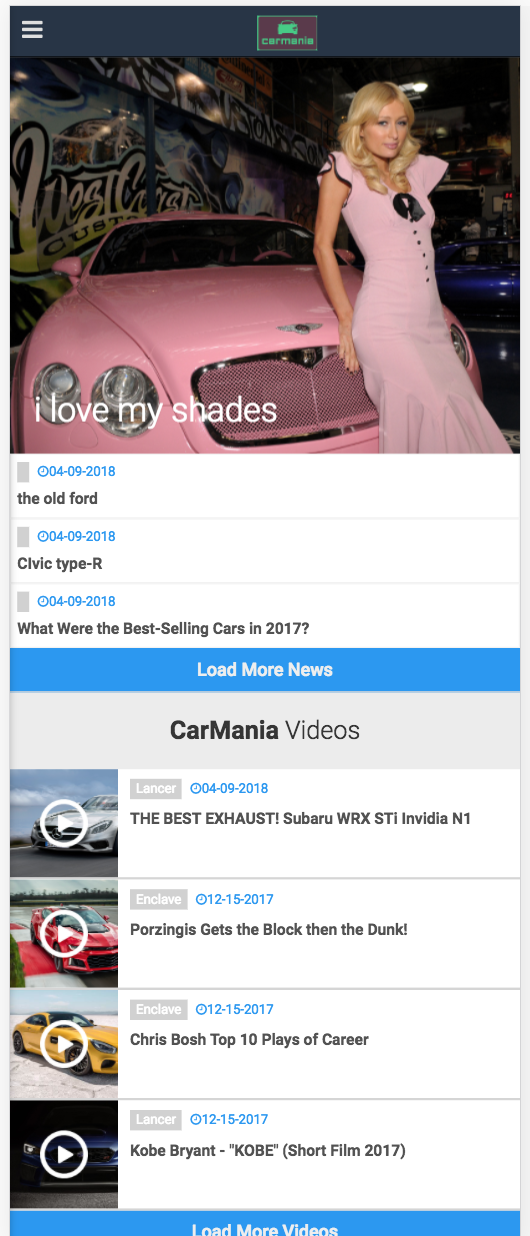 carmania
West Coast
CUSTOMS
i love my shades
04-09-2018
the old ford
04-09-2018
CIvic type-R
04-09-2018
What Were the Best-Selling Cars in 2017?
Load More News
CarMania Videos
Lancer 04-09-2018
THE BEST EXHAUST! Subaru WRX STi Invidia N1
Enclave 12-15-2017
Porzingis Gets the Block then the Dunk!
Enclave 12-15-2017
Chris Bosh Top 10 Plays of Career
Lancer 12-15-2017
Kobe Bryant - "KOBE" (Short Film 2017)
Load More Videos